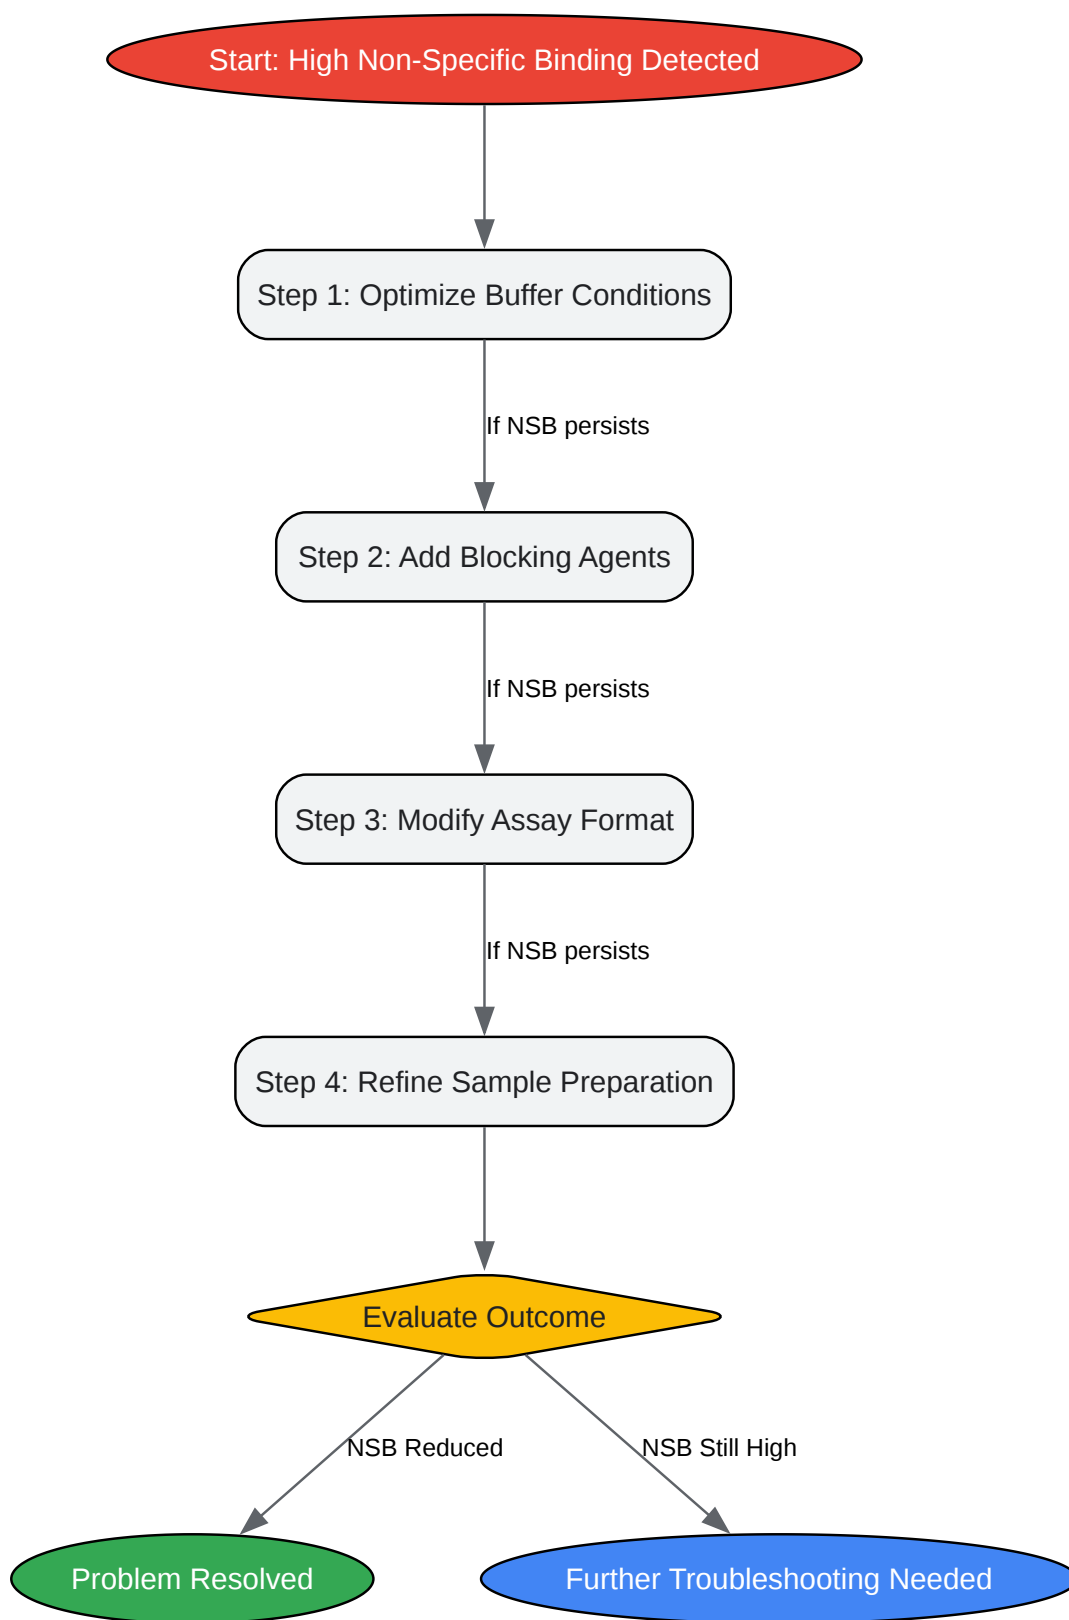 Start: High Non-Specific Binding Detected
Step 1: Optimize Buffer Conditions
If NSB persists
Step 2: Add Blocking Agents
If NSB persists
Step 3: Modify Assay Format
If NSB persists
Step 4: Refine Sample Preparation
Evaluate Outcome
NSB Reduced
NSB Still High
Problem Resolved
Further Troubleshooting Needed